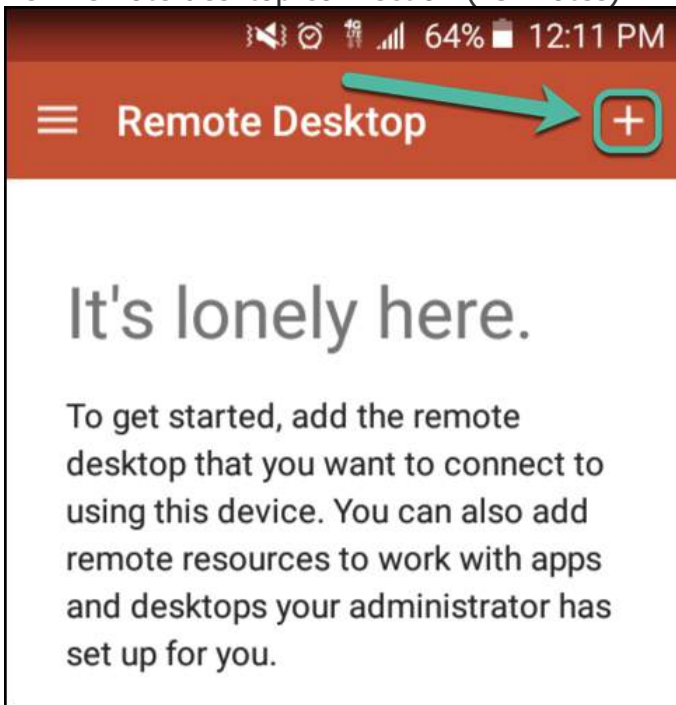 64% 12:11 PM
Remote Desktop +
It's lonely here.
To get started, add the remote
desktop that you want to connect to
using this device. You can also add
remote resources to work with apps
and desktops your administrator has
set up for you.